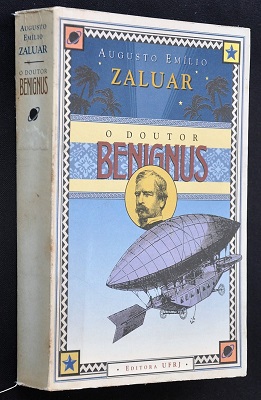 AUGUSTO
EMÍLIO
ZALUAR
O DOUTOR
BENIGNUS
AUGUSTO EMÍLIO
ZALUAR
O DOUTOR
BENIGNUS
• EDITORA UFRJ •